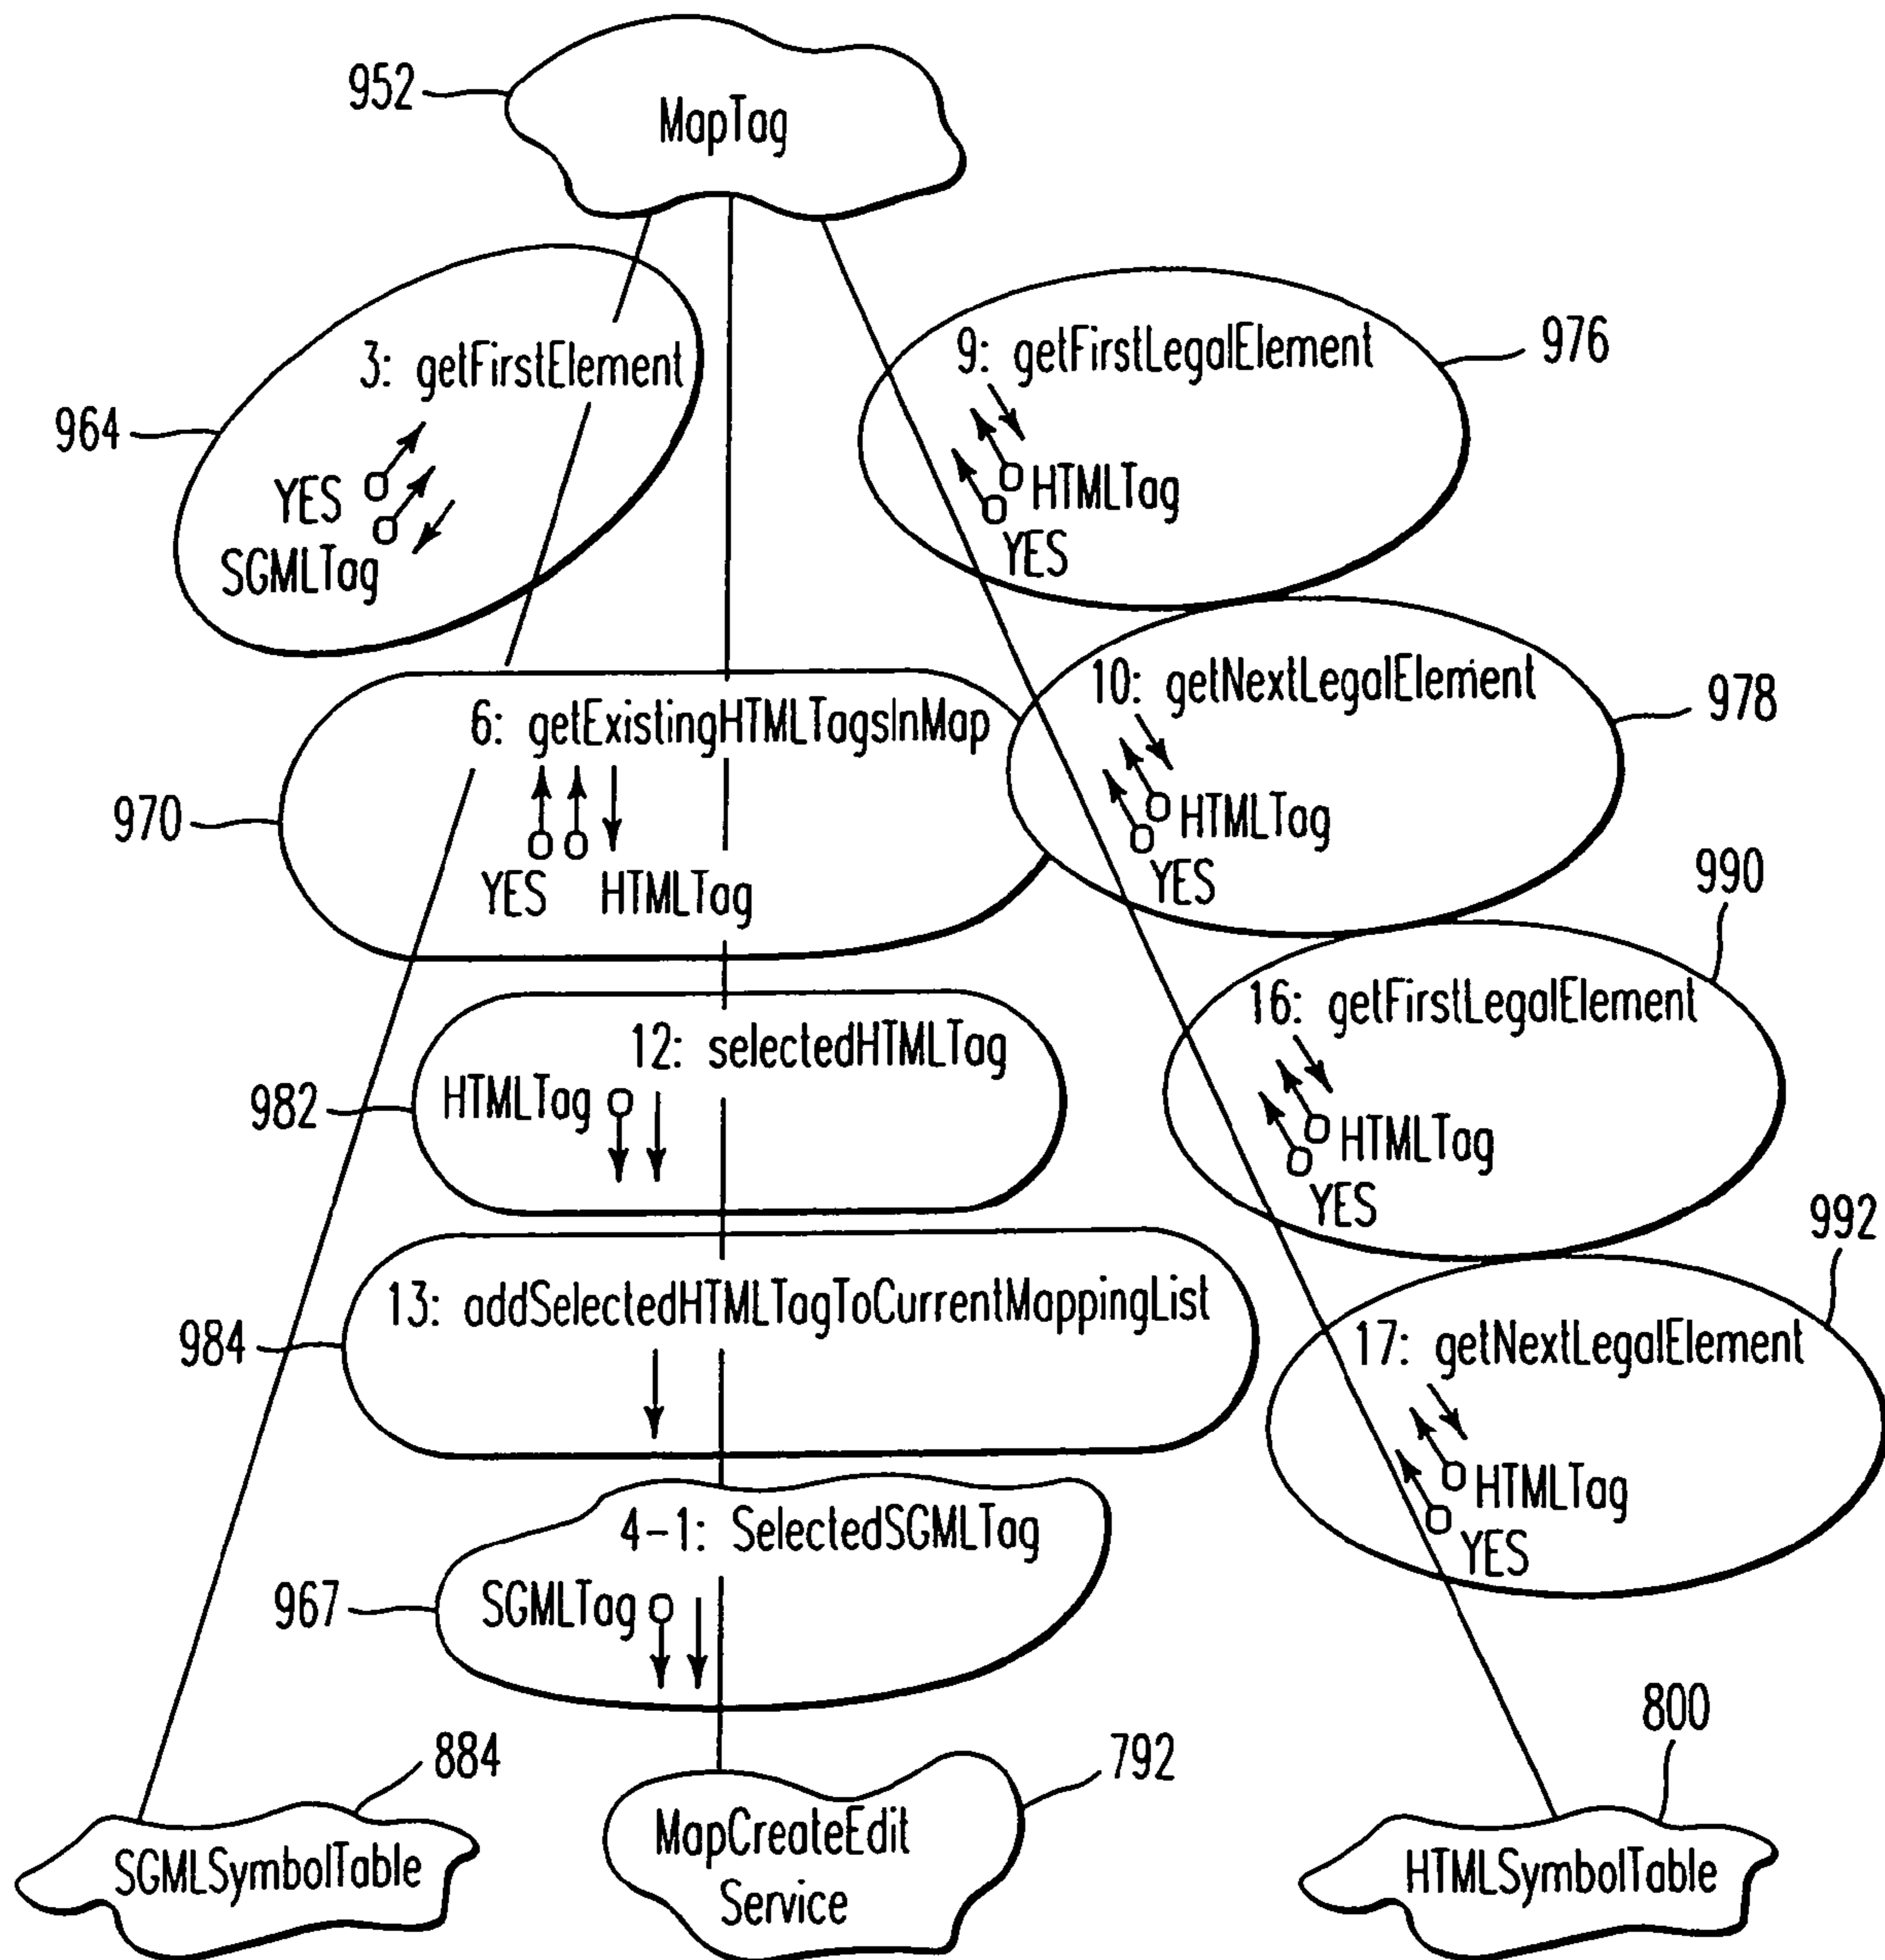 952
MapTag
3: getFirstElement
964
YES
SGMLTag
9: getFirstLegalElement
976
HTMLTag
YES
6: getExistingHTMLTagsInMap
970
YES HTMLTag
10: getNextLegalElement
978
HTMLTag
YES
990
12: selectedHTMLTag
982
HTMLTag
16: getFirstLegalElement
HTMLTag
YES
992
13: addSelectedHTMLTagToCurrentMappingList
984
17: getNextLegalElement
HTMLTag
YES
4-1: SelectedSGMLTag
967
SGMLTag
884
SGMLSymbolTable
792
MapCreateEdit
Service
800
HTMLSymbolTable